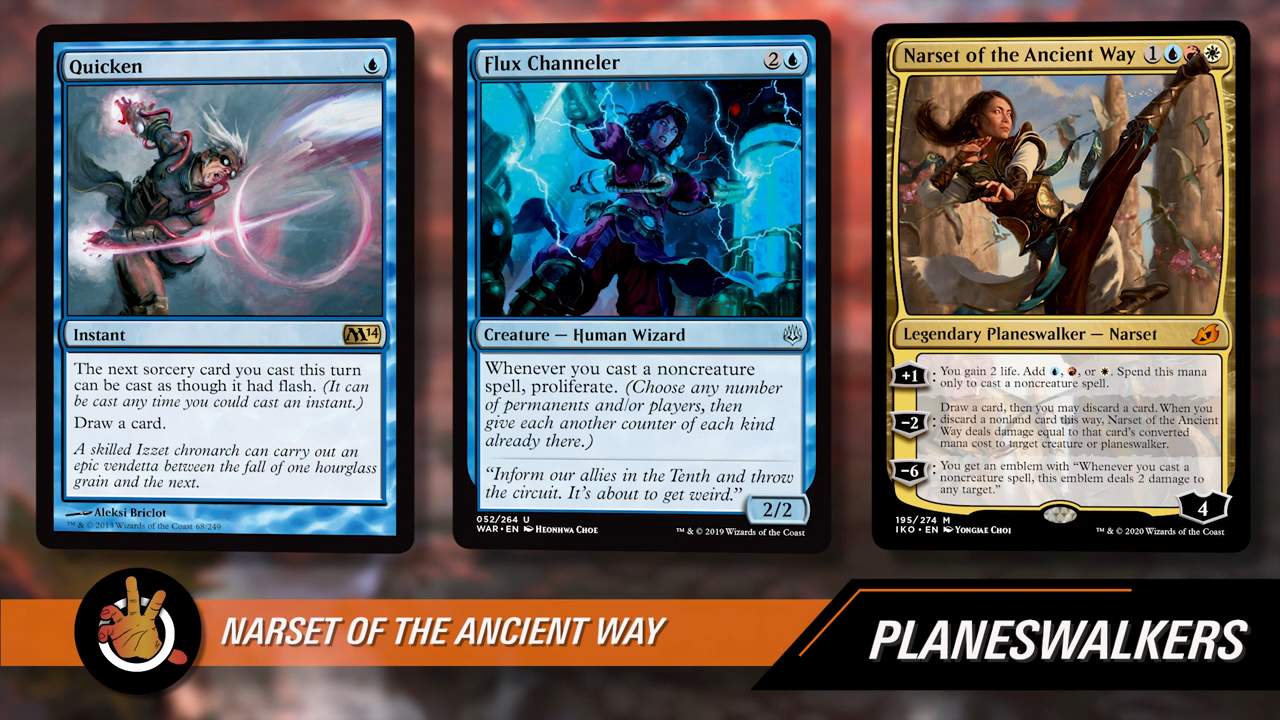 Quicken
Instant
M14
The next sorcery card you cast this turn
can be cast as though it had flash. (It can
be cast any time you could cast an instant.)
Draw a card.
A skilled Izzet chronarch can carry out an
epic vendetta between the fall of one hourglass
grain and the next.
Aleksi Briclot
™ & © 2013 Wizards of the Coast 68/249
Flux Channeler 2
Creature — Human Wizard
Whenever you cast a noncreature
spell, proliferate. (Choose any number
of permanents and/or players, then
give each another counter of each kind
already there.)
“Inform our allies in the Tenth and throw
the circuit. It’s about to get weird.”
2/2
052/264 U
WAR • EN Heonhwa Choe
™ & © 2019 Wizards of the Coast
Narset of the Ancient Way 1
Legendary Planeswalker — Narset
+1 : You gain 2 life. Add , , or . Spend this mana
only to cast a noncreature spell.
−2 : Draw a card, then you may discard a card. When you
discard a nonland card this way, Narset of the Ancient
Way deals damage equal to that card’s converted
mana cost to target creature or planeswalker.
−6 : You get an emblem with “Whenever you cast a
noncreature spell, this emblem deals 2 damage to
any target.”
4
195/274 M
IKO • EN Yongjae Choi
™ & © 2020 Wizards of the Coast
NARSET OF THE ANCIENT WAY
PLANESWALKERS